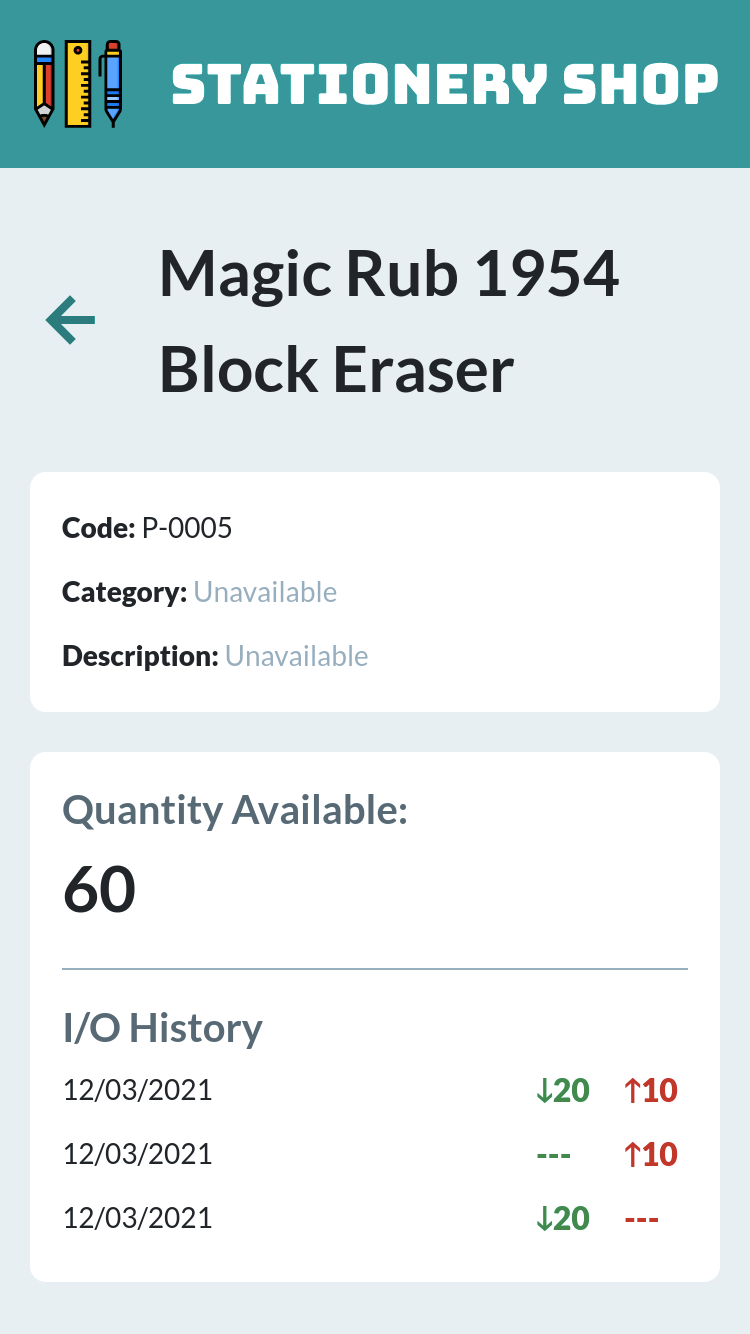 STATIONERY SHOP
Magic Rub 1954
Block Eraser
Code: P-0005
Category: Unavailable
Description: Unavailable
Quantity Available:
60
I/O History
12/03/2021 ↓20 ↑10
12/03/2021 --- ↑10
12/03/2021 ↓20 ---